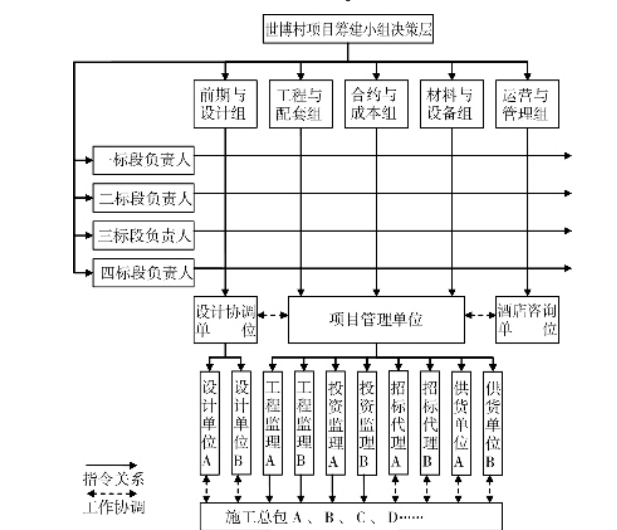 世博村项目筹建小组决策层
前期与
设计组
工程与
配套组
合约与
成本组
材料与
设备组
运营与
管理组
一标段负责人
二标段负责人
三标段负责人
四标段负责人
设计协调
单 位
项目管理单位
酒店咨询
单 位
设计单位A
设计单位B
工程监理A
工程监理B
投资监理A
投资监理B
招标代理A
招标代理B
供货单位A
供货单位B
指令关系
工作协调
施工总包 A 、 B 、 C 、 D……